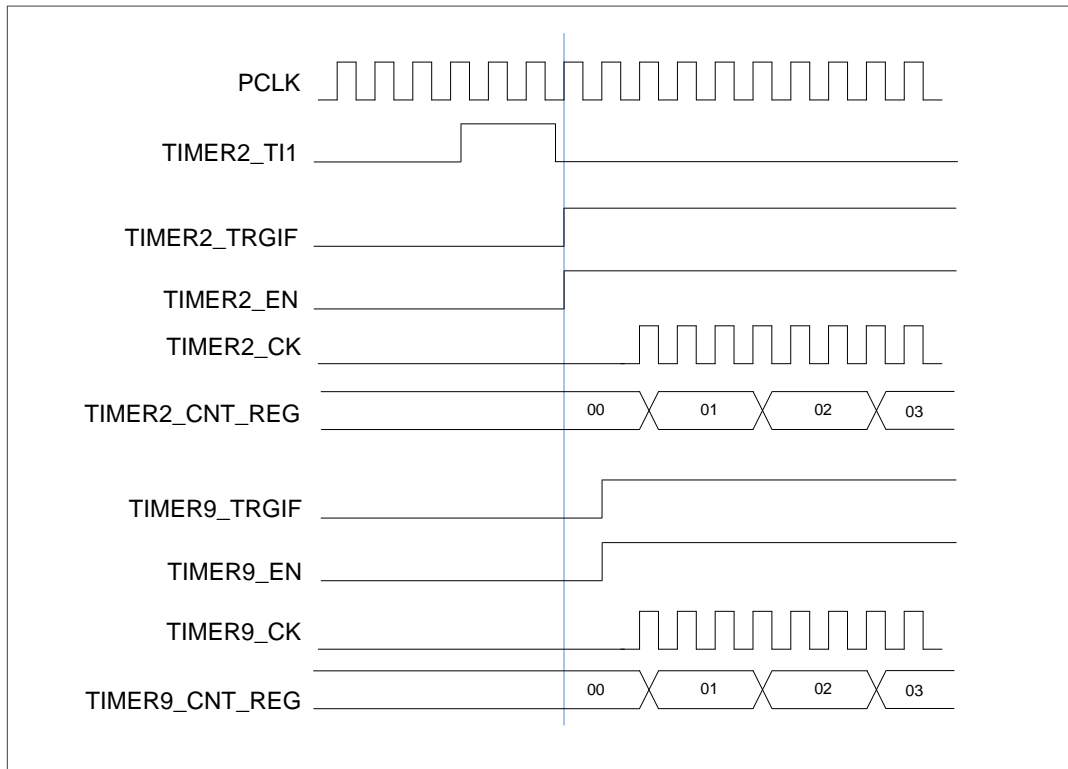 PCLK
TIMER2_TI1
TIMER2_TRGIF
TIMER2_EN
TIMER2_CK
TIMER2_CNT_REG
00 01 02 03
TIMER9_TRGIF
TIMER9_EN
TIMER9_CK
TIMER9_CNT_REG
00 01 02 03